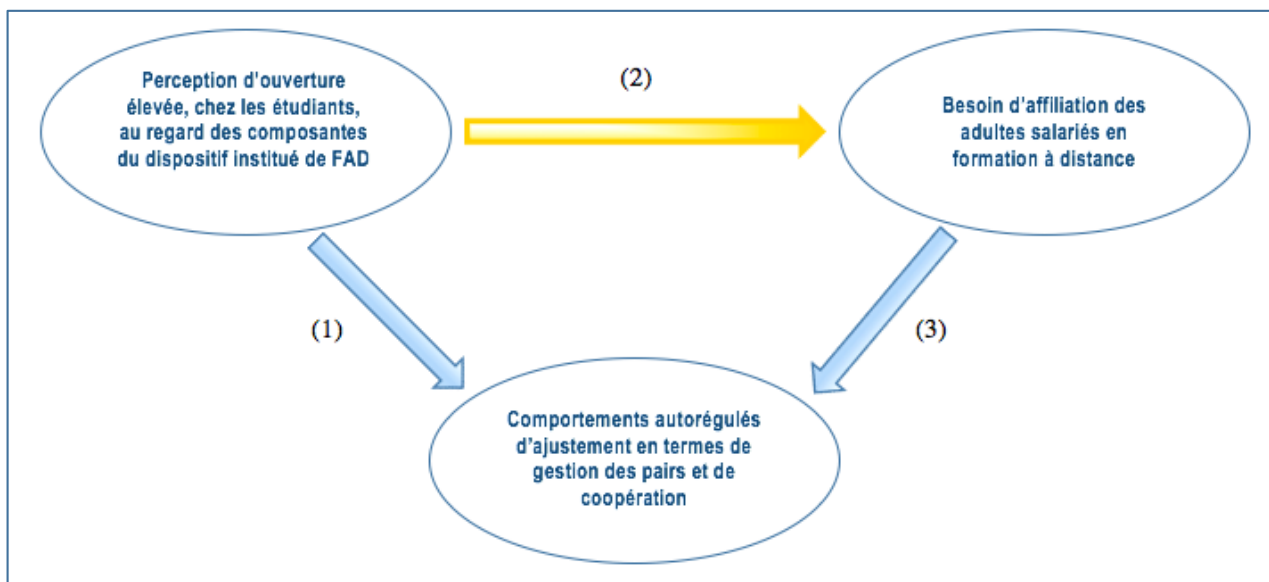 Perception d'ouverture
élevée, chez les étudiants,
au regard des composantes
du dispositif institué de FAD
(2)
Besoin d'affiliation des
adultes salariés en
formation à distance
(1)
(3)
Comportements autorégulés
d'ajustement en termes de
gestion des pairs et de
coopération